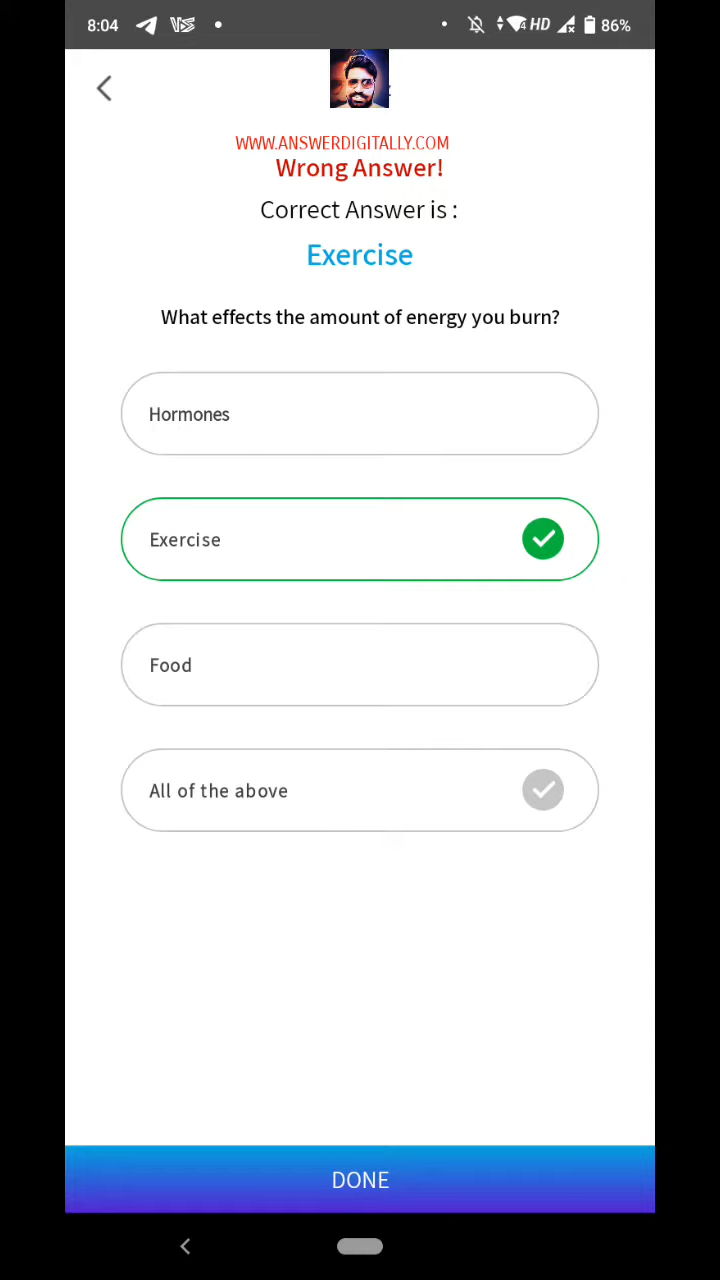 8:04
HD
86%
WWW.ANSWERDIGITALLY.COM
Wrong Answer!
Correct Answer is :
Exercise
What effects the amount of energy you burn?
Hormones
Exercise
Food
All of the above
DONE